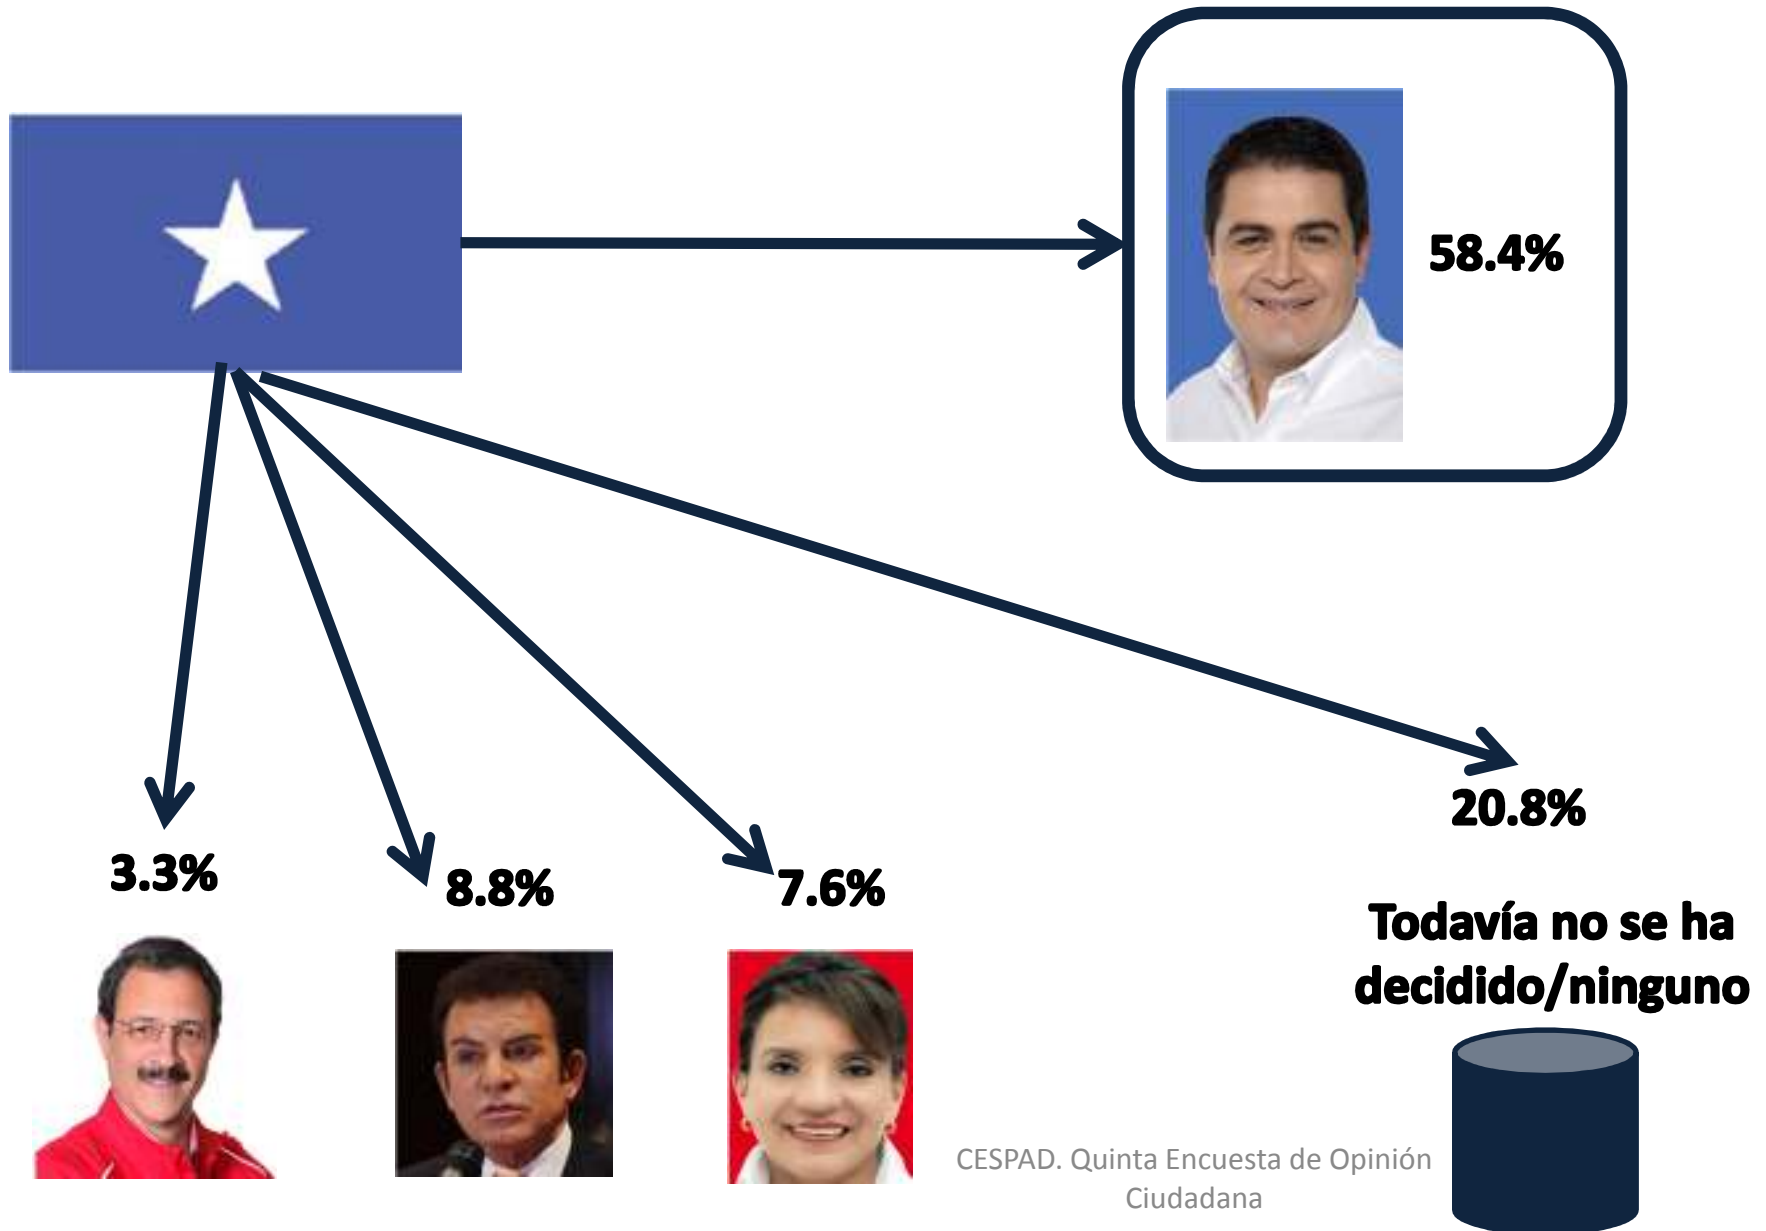 58.4%
20.8%
3.3%
8.8%
7.6%
Todavía no se ha
decidido/ninguno
CESPAD. Quinta Encuesta de Opinión
Ciudadana